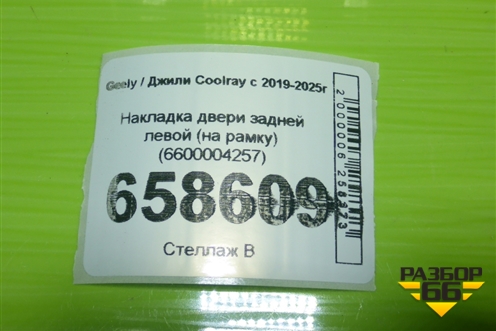 Geely / Джили Coolray с 2019-2025г
Накладка двери задней
левой (на рамку)
(6600004257)
658609
Стеллаж В
РАЗБОР
66